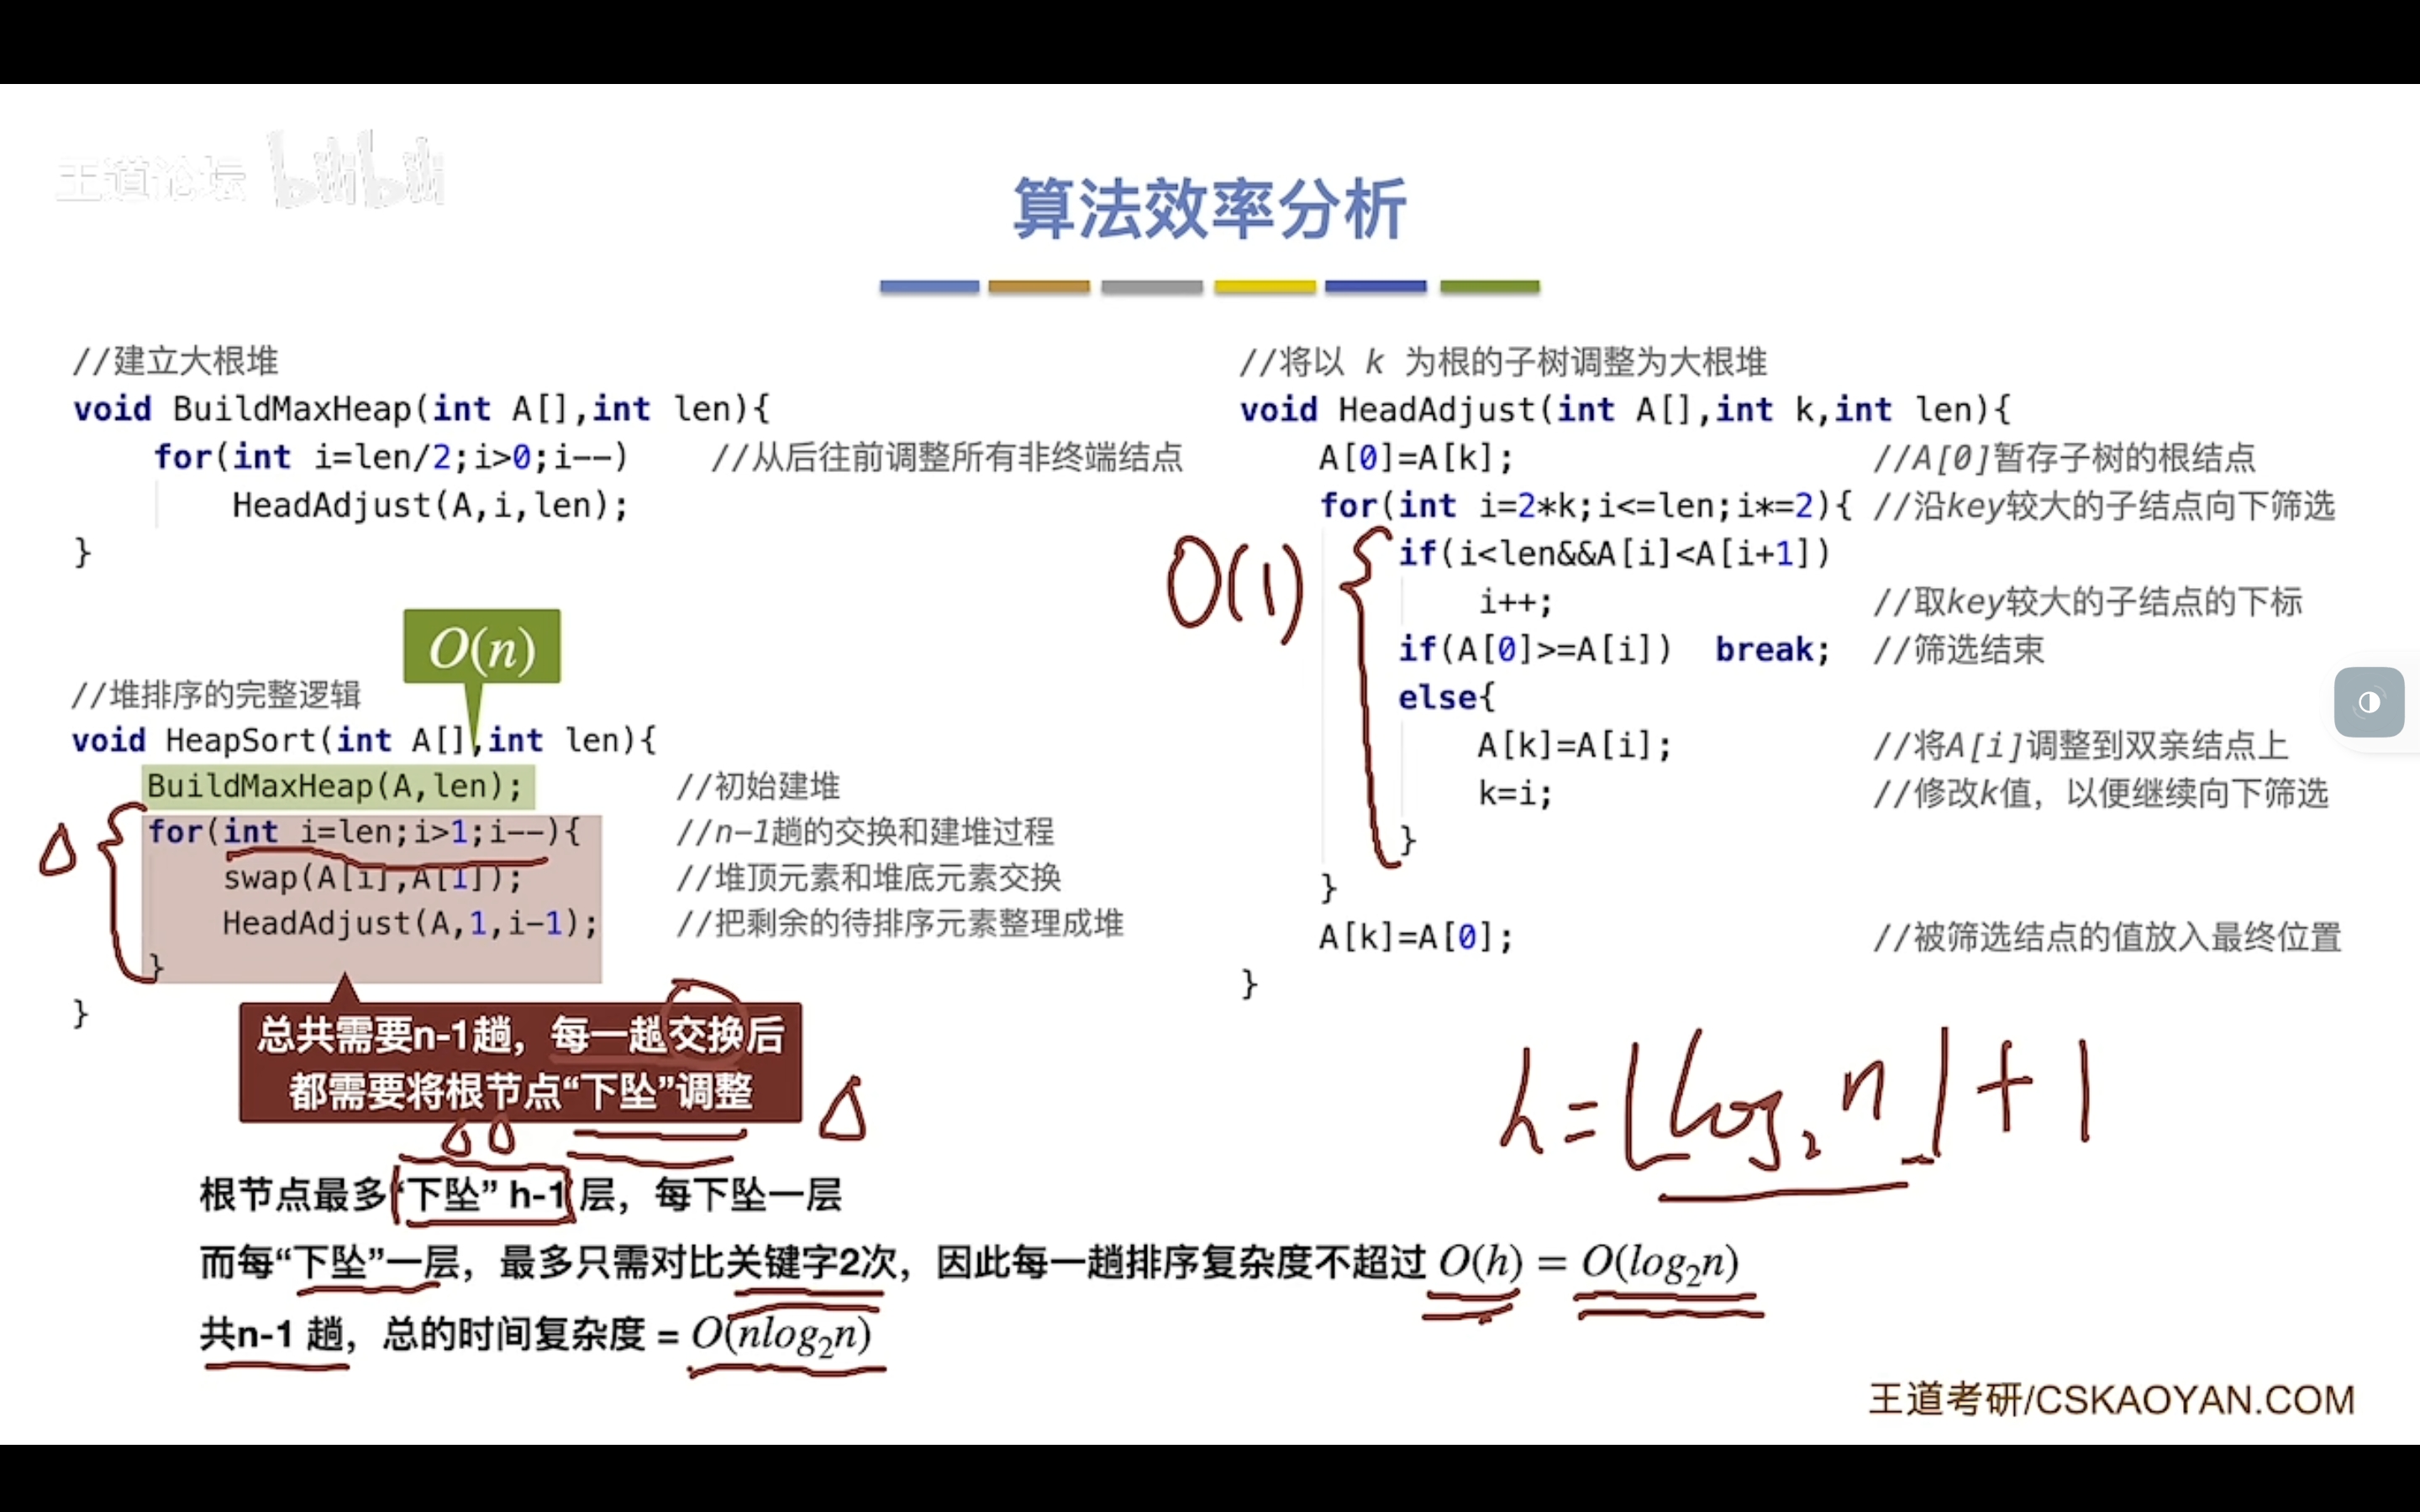 王道论坛 bilibili
算法效率分析
//建立大根堆
void BuildMaxHeap(int A[],int len){
for(int i=len/2;i>0;i--) //从后往前调整所有非终端结点
HeadAdjust(A,i,len);
}
O(n)
//堆排序的完整逻辑
void HeapSort(int A[],int len){
BuildMaxHeap(A,len); //初始建堆
for(int i=len;i>1;i--){ //n-1趟的交换和建堆过程
swap(A[i],A[1]); //堆顶元素和堆底元素交换
HeadAdjust(A,1,i-1); //把剩余的待排序元素整理成堆
}
}
总共需要n-1趟，每一趟交换后
都需要将根节点“下坠”调整
//将以 k 为根的子树调整为大根堆
void HeadAdjust(int A[],int k,int len){
A[0]=A[k]; //A[0]暂存子树的根结点
for(int i=2*k;i<=len;i*=2){ //沿key较大的子结点向下筛选
O(1)
if(i<len&&A[i]<A[i+1])
i++; //取key较大的子结点的下标
if(A[0]>=A[i]) break; //筛选结束
else{
A[k]=A[i]; //将A[i]调整到双亲结点上
k=i; //修改k值，以便继续向下筛选
}
}
A[k]=A[0]; //被筛选结点的值放入最终位置
}
h=⌊log₂n⌋+1
根节点最多“下坠” h-1 层，每下坠一层
而每“下坠”一层，最多只需对比关键字2次，因此每一趟排序复杂度不超过 O(h) = O(log₂n)
共n-1 趟，总的时间复杂度 = O(nlog₂n)
王道考研/CSKAOYAN.COM